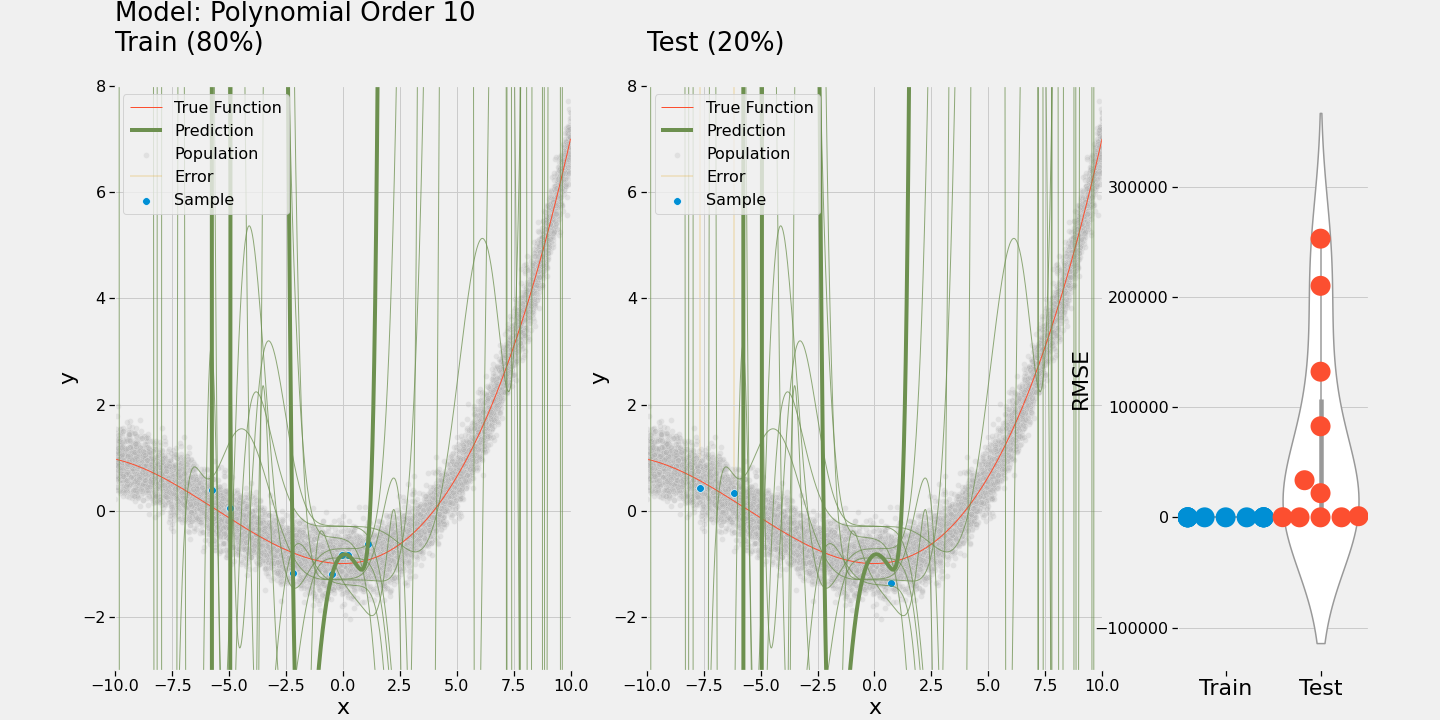 Model: Polynomial Order 10
Train (80%)
Test (20%)
8
6
4
2
0
−2
y
True Function
Prediction
Population
Error
Sample
−10.0 −7.5 −5.0 −2.5 0.0 2.5 5.0 7.5 10.0
x
8
6
4
2
0
−2
y
True Function
Prediction
Population
Error
Sample
−10.0 −7.5 −5.0 −2.5 0.0 2.5 5.0 7.5 10.0
x
RMSE
300000
200000
100000
0
−100000
Train Test